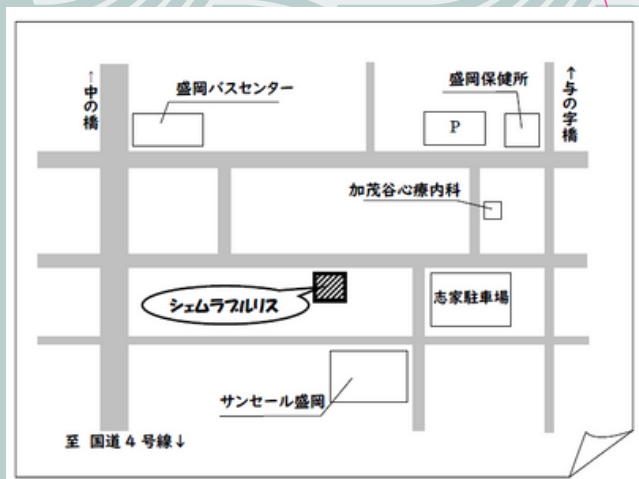 ↑中の橋
盛岡バスセンター
盛岡保健所
↑与の字橋
P
加茂谷心療内科
シェムラブルリス
志家駐車場
サンセール盛岡
至 国道4号線↓